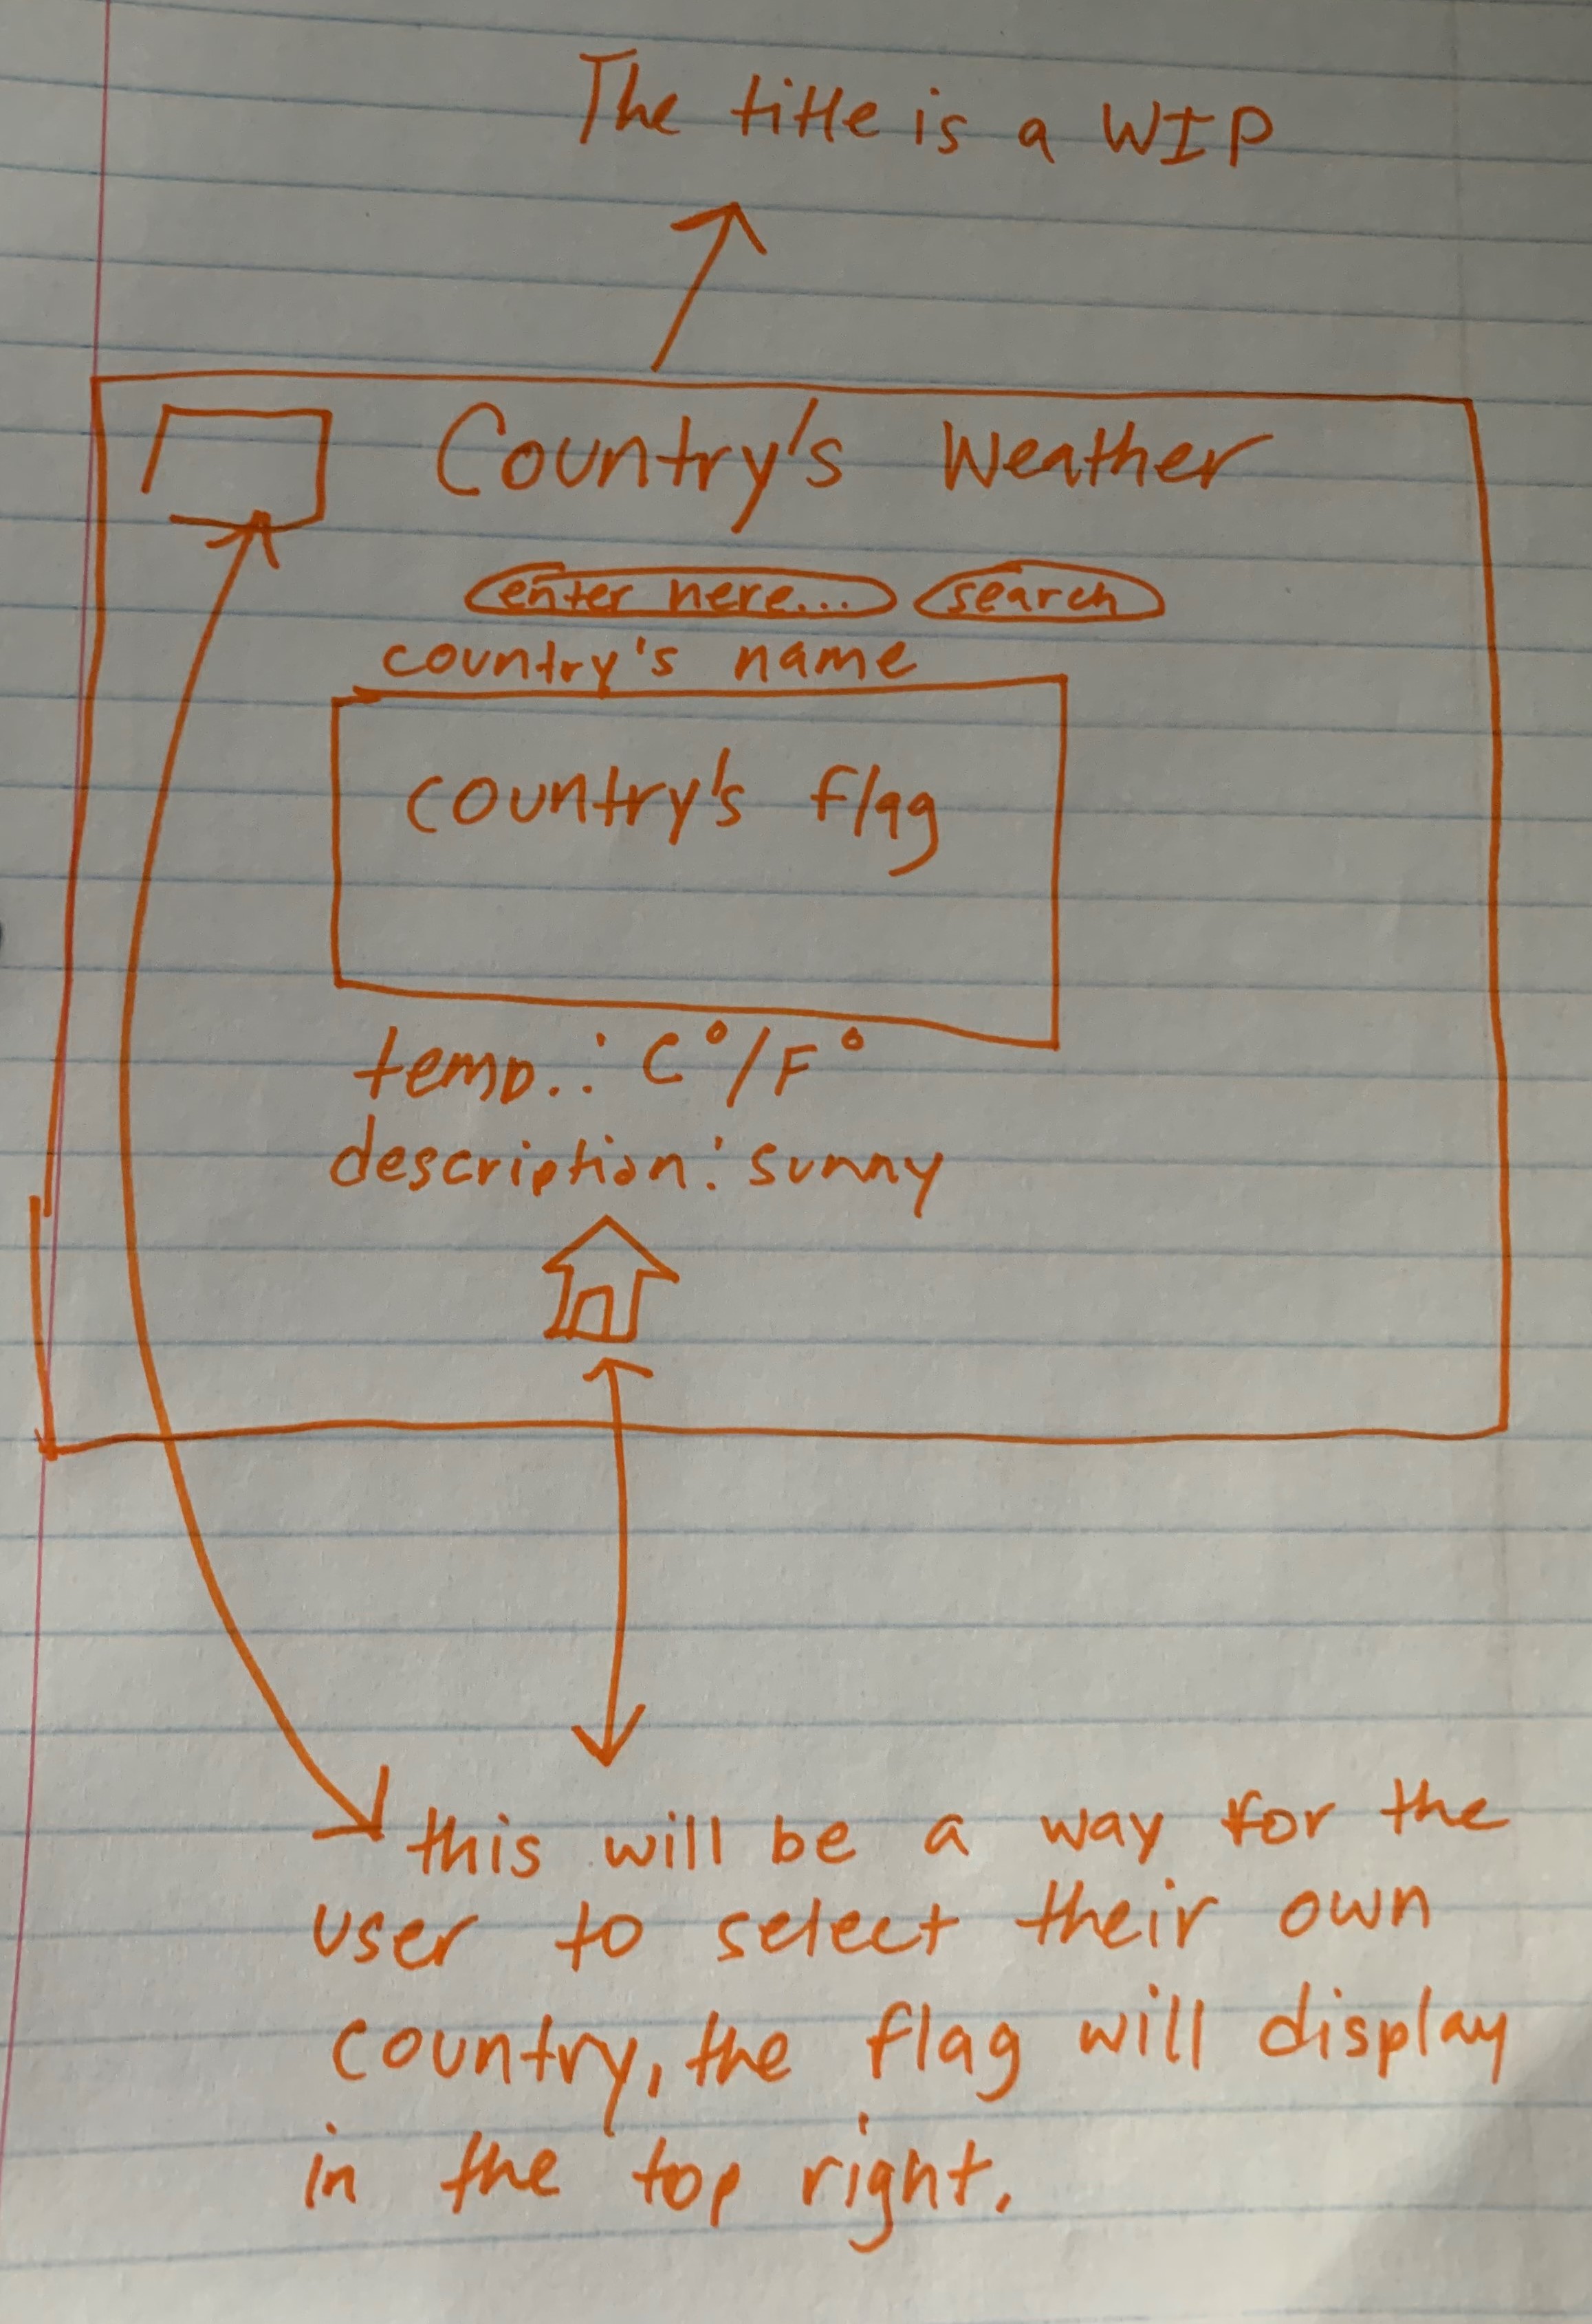 The title is a WIP
Country's Weather
enter here... search
country's name
country's flag
temp.: C°/F°
description: sunny
this will be a way for the
user to select their own
country, the flag will display
in the top right.